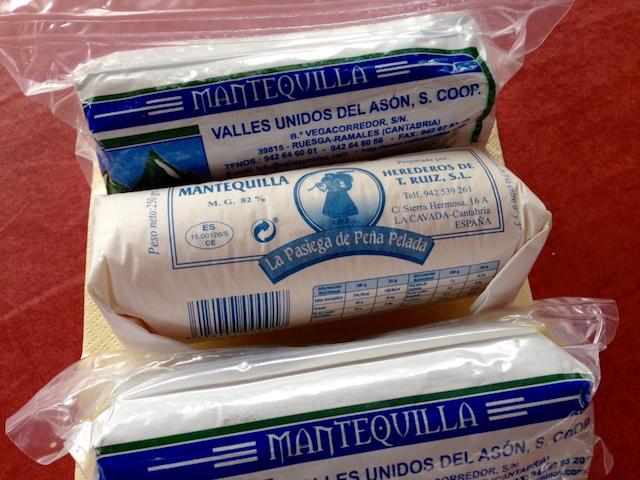 MANTEQUILLA
VALLES UNIDOS DEL ASÓN, S. COOP.
B.º VEGACORREDOR, S/N.
39815 - RUESGA-RAMALES (CANTABRIA)
TFNOS.: 942 64 60 01 - 942 64 60 66 - FAX: 942 67
Peso neto: 250
MANTEQUILLA
M. G. 82 %
ES
15.00126/S
CE
Preparada por:
HEREDEROS DE
T. RUIZ, S.L.
Telf. 942 539 261
C/ Sierra Hermosa, 16 A
LA CAVADA-Cantabria
ESPAÑA
La Pasiega de Peña Pelada
MANTEQUILLA
VALLES UNIDOS DEL ASÓN, S. COOP
CORREDOR, S/N
(CANTABRIA)